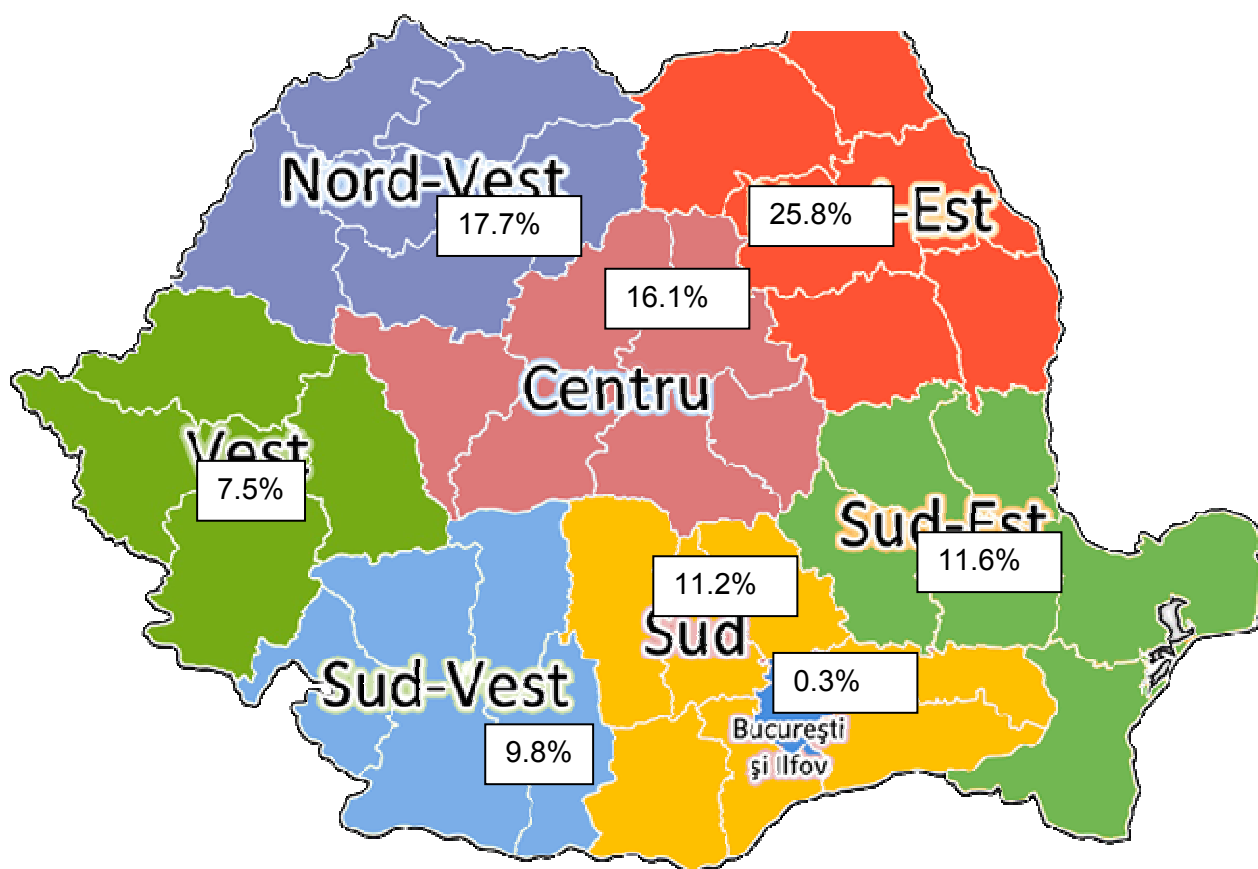 Nord-Vest
17.7%
25.8%
-Est
16.1%
Centru
Vest
7.5%
Sud-Est
11.6%
11.2%
Sud
0.3%
Sud-Vest
București
și Ilfov
9.8%